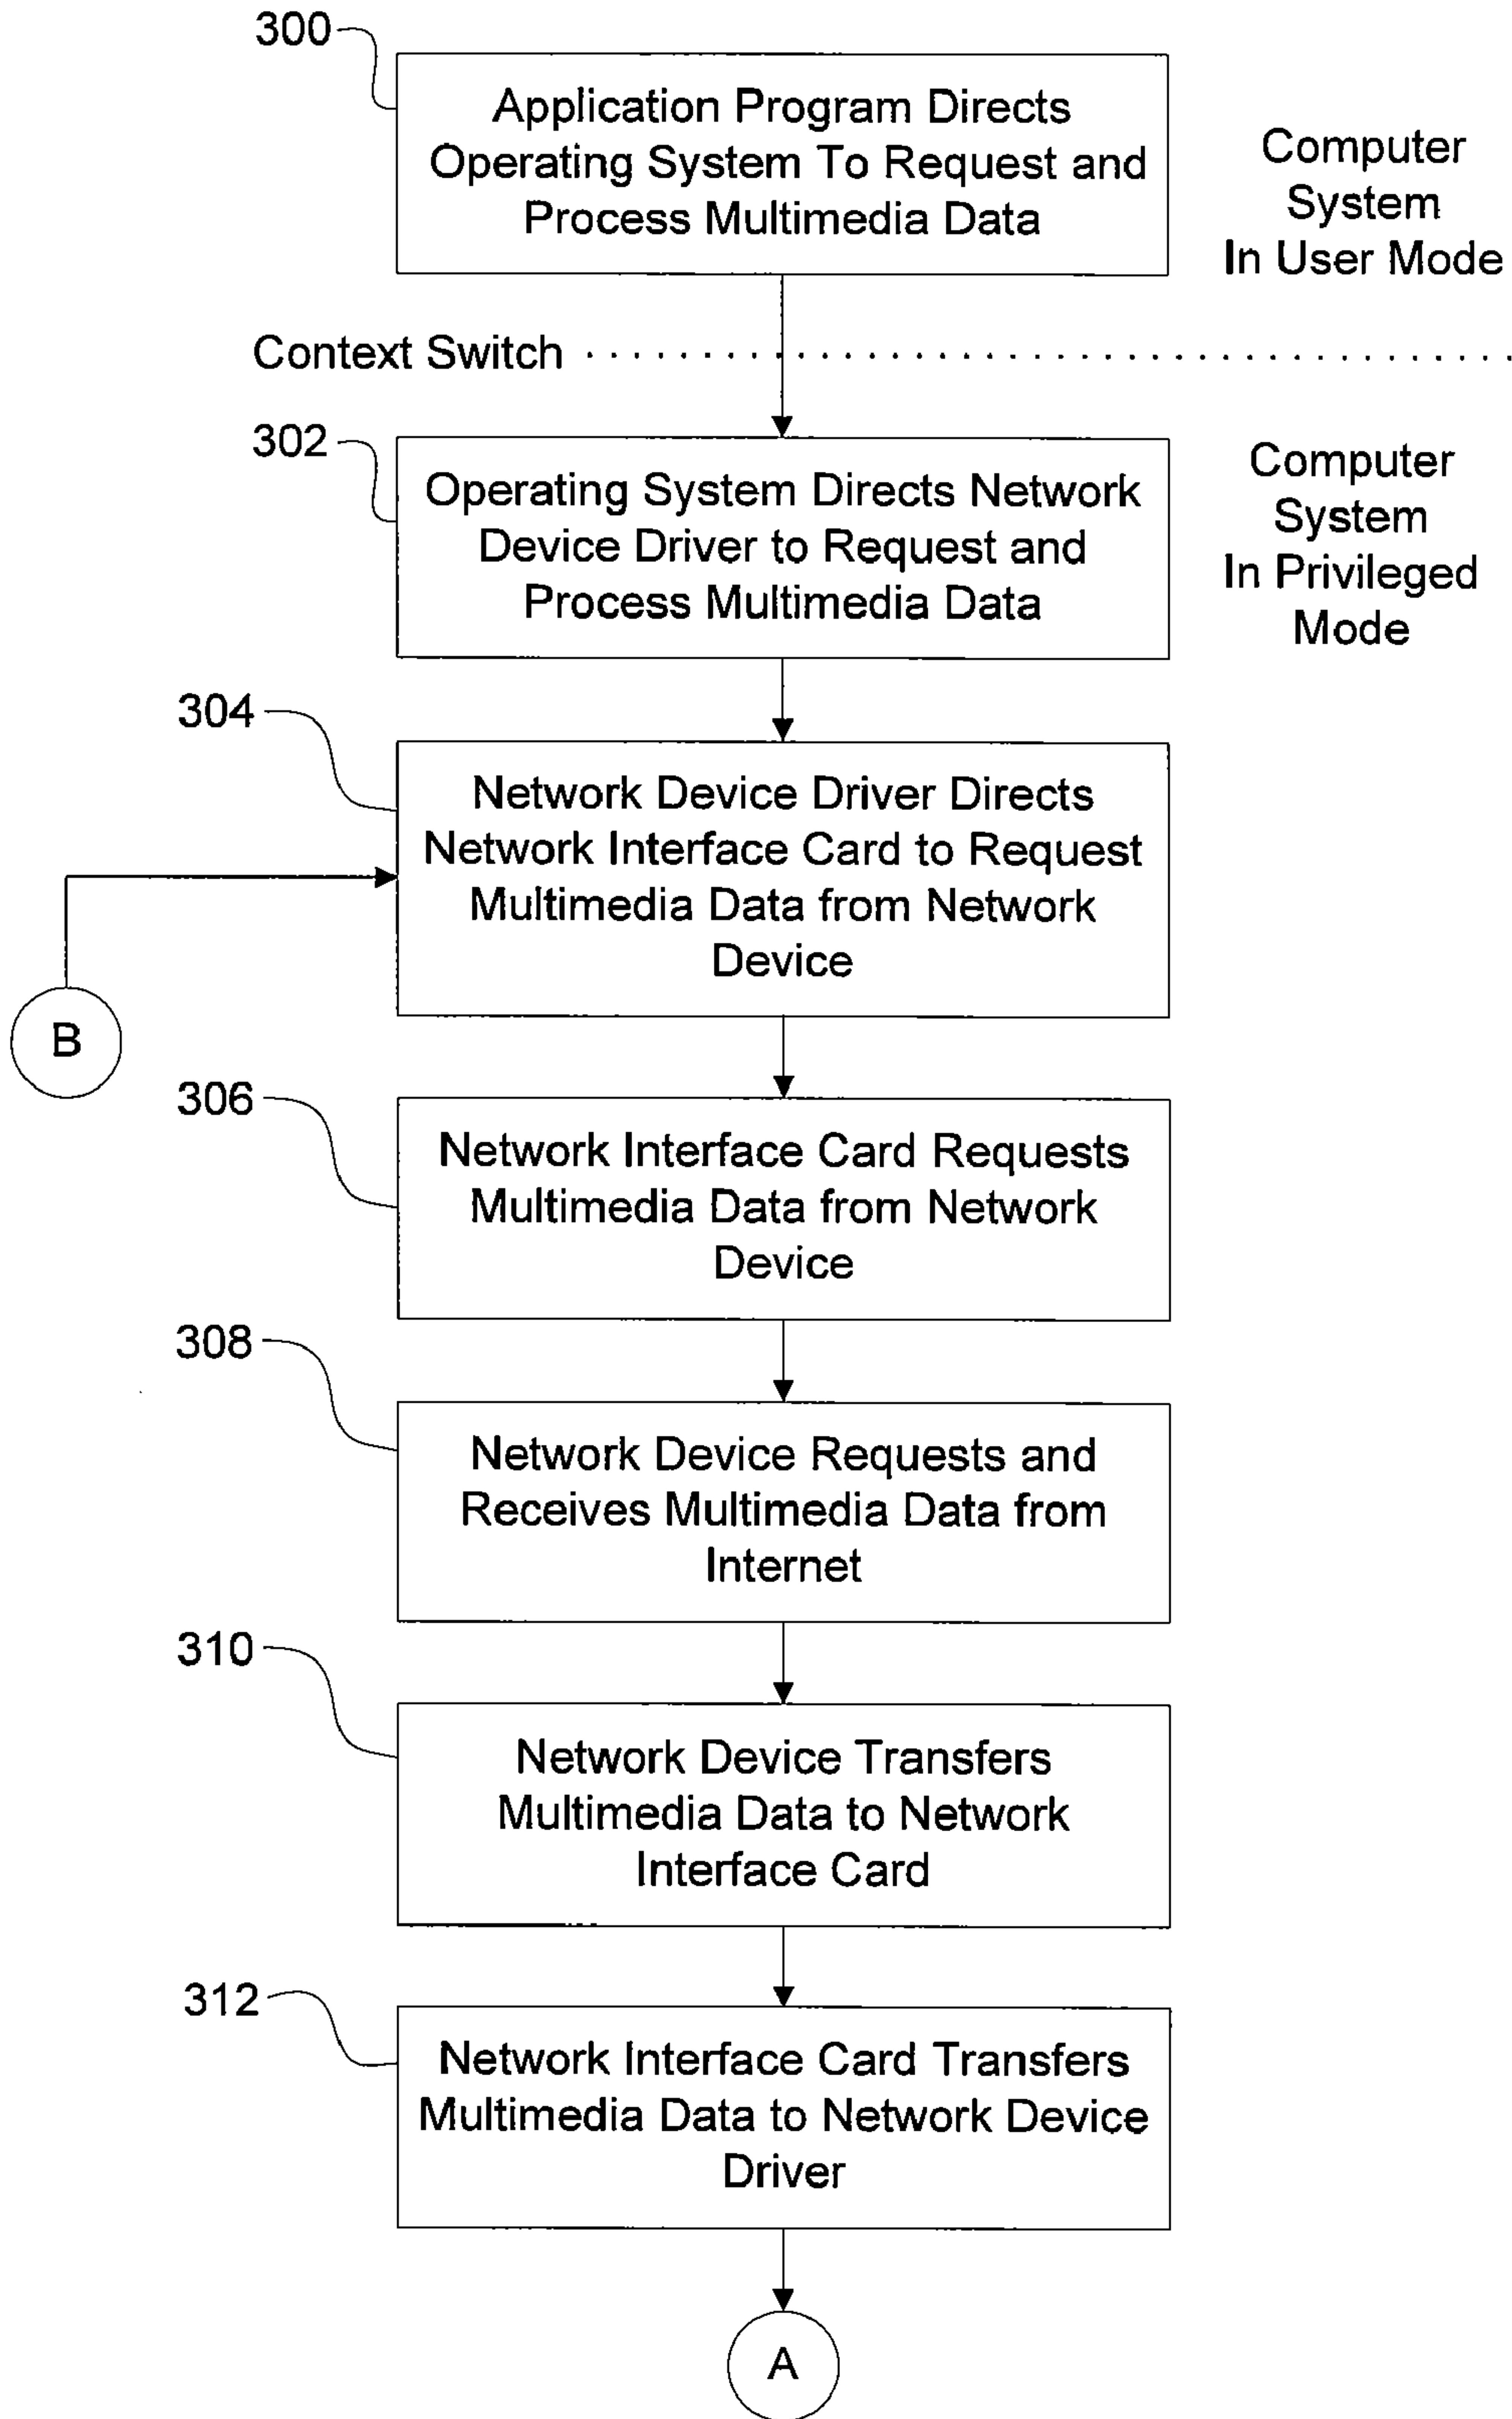 300
Application Program Directs
Operating System To Request and
Process Multimedia Data
Computer
System
In User Mode
Context Switch
302
Operating System Directs Network
Device Driver to Request and
Process Multimedia Data
Computer
System
In Privileged
Mode
304
Network Device Driver Directs
Network Interface Card to Request
Multimedia Data from Network
Device
B
306
Network Interface Card Requests
Multimedia Data from Network
Device
308
Network Device Requests and
Receives Multimedia Data from
Internet
310
Network Device Transfers
Multimedia Data to Network
Interface Card
312
Network Interface Card Transfers
Multimedia Data to Network Device
Driver
A